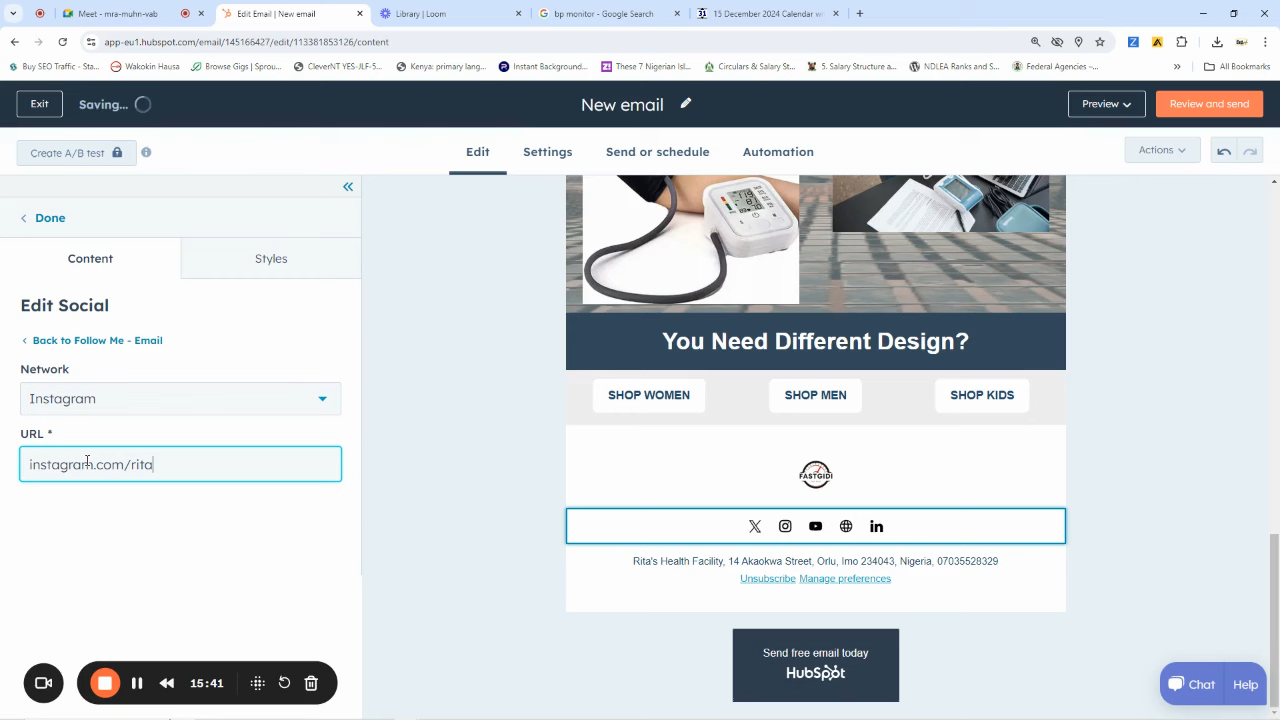 Meet - mra-muhn-vab
Edit Email | New email
Library | Loom
bp monitor - Google Search
15 December 2024 Calendar w
app-eu1.hubspot.com/email/145166427/edit/113381853126/content
Buy SEO Traffic - Sta...
Wakokin Hausa
Browse Gigs | Sprou...
CleverNT YES-JLF-5...
Kenya: primary lang...
Instant Background...
These 7 Nigerian Isl...
Circulars & Salary Se...
5. Salary Structure a...
NDLEA Ranks and S...
Federal Agencies –...
All Bookmarks
Exit
Saving...
New email
Preview
Review and send
Create A/B test
Edit
Settings
Send or schedule
Automation
Actions
Done
Content
Styles
Edit Social
Back to Follow Me - Email
Network
Instagram
URL *
instagram.com/rita
You Need Different Design?
SHOP WOMEN
SHOP MEN
SHOP KIDS
FASTGIDI
Rita's Health Facility, 14 Akaokwa Street, Orlu, Imo 234043, Nigeria, 07035528329
Unsubscribe Manage preferences
Send free email today
HubSpot
15:41
Chat
Help